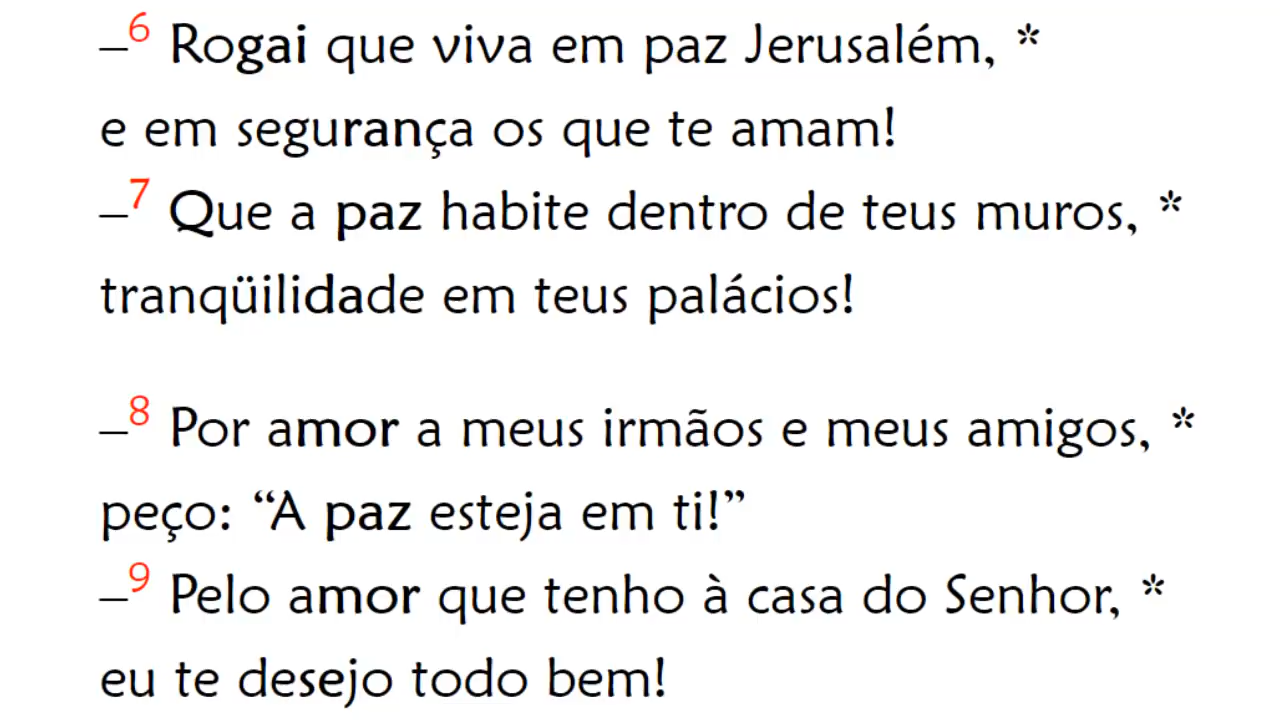 –6 Rogai que viva em paz Jerusalém, *
e em segurança os que te amam!
–7 Que a paz habite dentro de teus muros, *
tranqüilidade em teus palácios!
–8 Por amor a meus irmãos e meus amigos, *
peço: “A paz esteja em ti!”
–9 Pelo amor que tenho à casa do Senhor, *
eu te desejo todo bem!